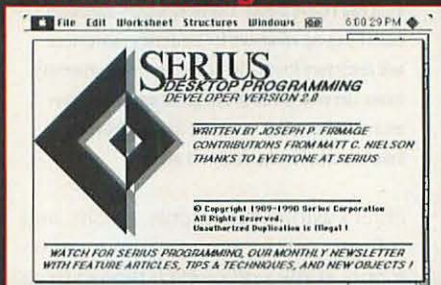 File Edit Worksheet Structures Windows 6:00:29 PM
SERIUS
DESKTOP PROGRAMMING
DEVELOPER VERSION 2.0
WRITTEN BY JOSEPH P. FIRMAGE
CONTRIBUTIONS FROM MATT C. NIELSON
THANKS TO EVERYONE AT SERIUS
© Copyright 1989-1990 Serius Corporation
All Rights Reserved.
Unauthorized Duplication is Illegal !
WATCH FOR SERIUS PROGRAMMING, OUR MONTHLY NEWSLETTER
WITH FEATURE ARTICLES, TIPS & TECHNIQUES, AND NEW OBJECTS !